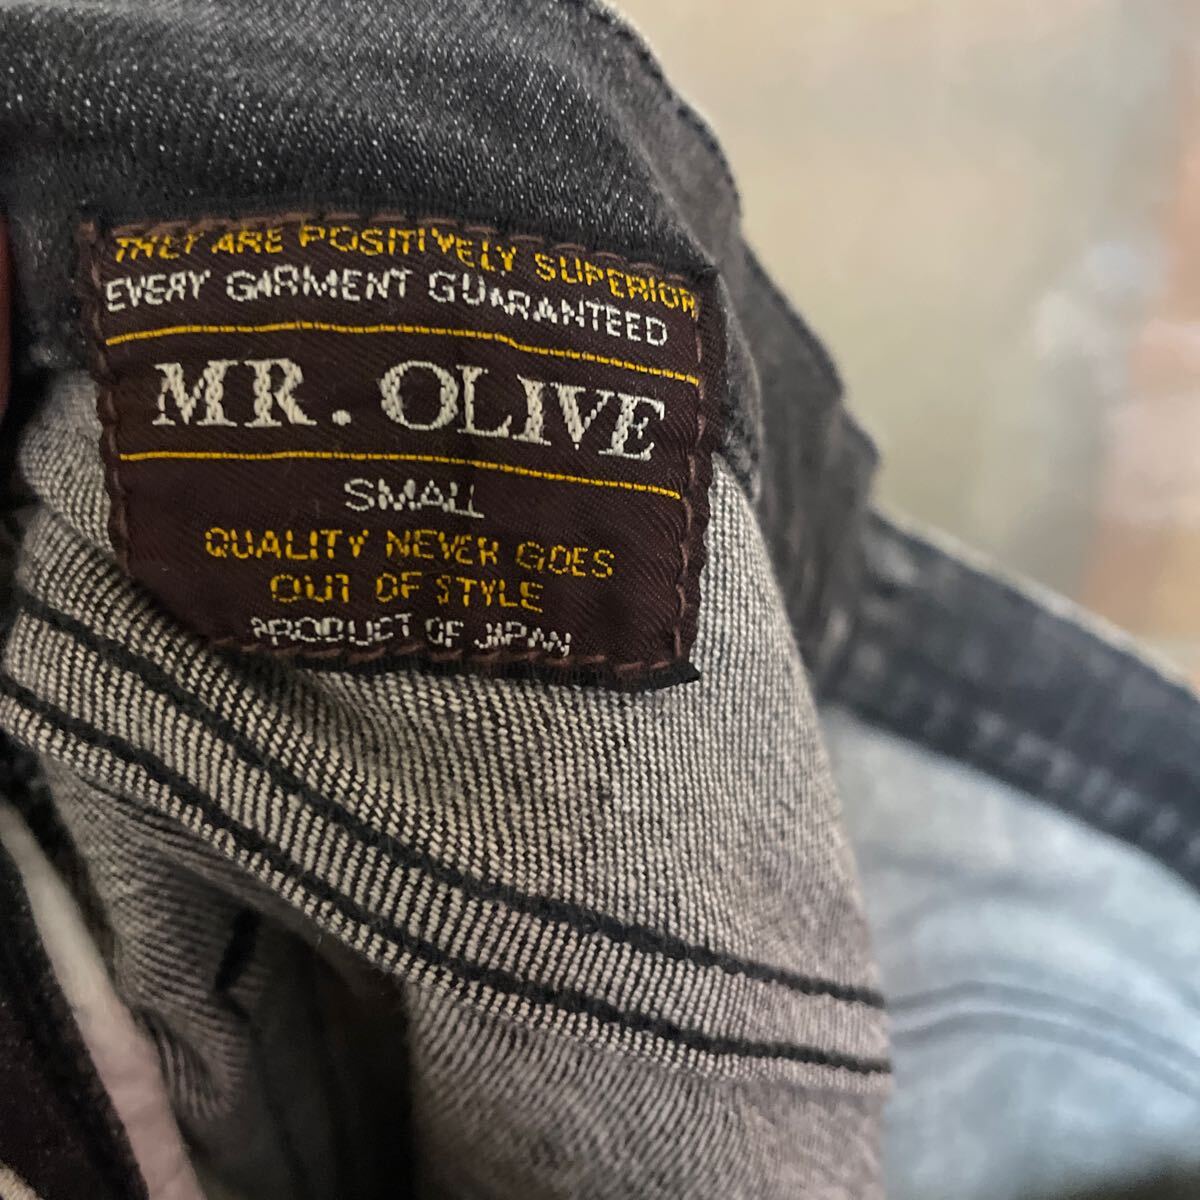 THEY ARE POSITIVELY SUPERIOR
EVERY GARMENT GUARANTEED
MR. OLIVE
SMALL
QUALITY NEVER GOES
OUT OF STYLE
PRODUCT OF JAPAN